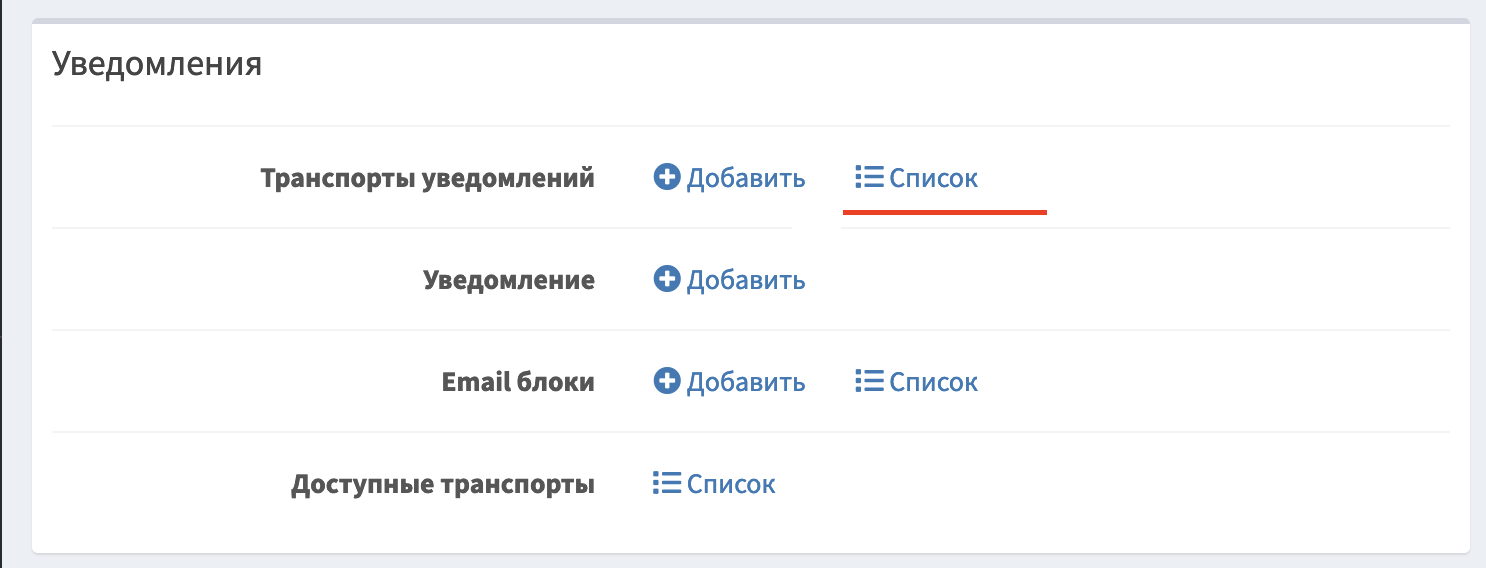 Уведомления
Транспорты уведомлений Добавить Список
Уведомление Добавить
Email блоки Добавить Список
Доступные транспорты Список